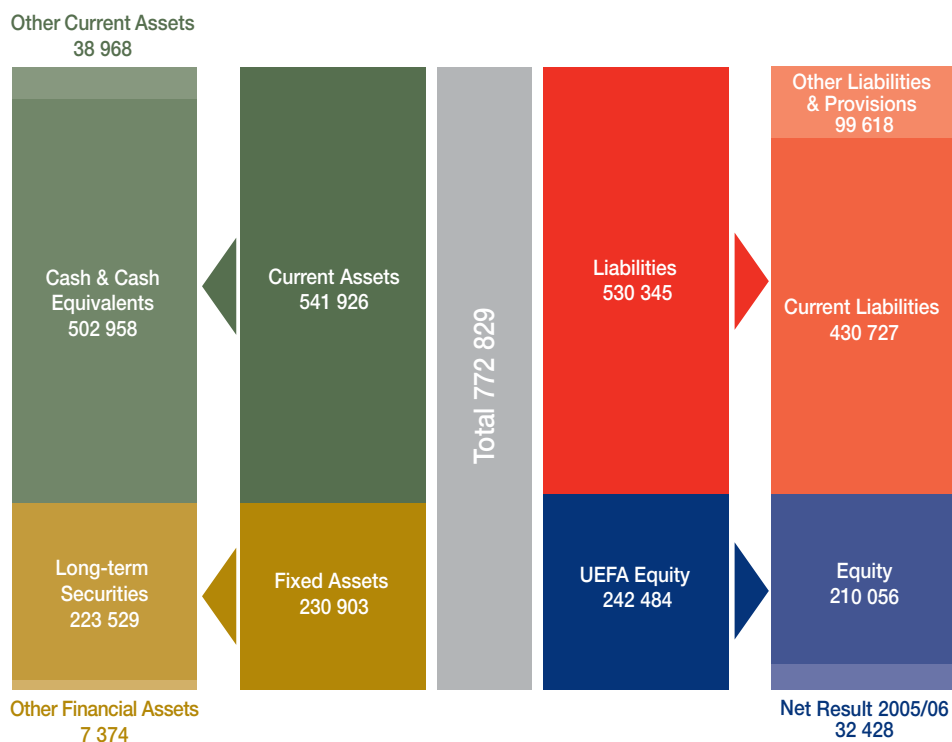 Other Current Assets
38 968
Cash & Cash
Equivalents
502 958
Long-term
Securities
223 529
Other Financial Assets
7 374
Current Assets
541 926
Fixed Assets
230 903
Total 772 829
Liabilities
530 345
UEFA Equity
242 484
Other Liabilities
& Provisions
99 618
Current Liabilities
430 727
Equity
210 056
Net Result 2005/06
32 428